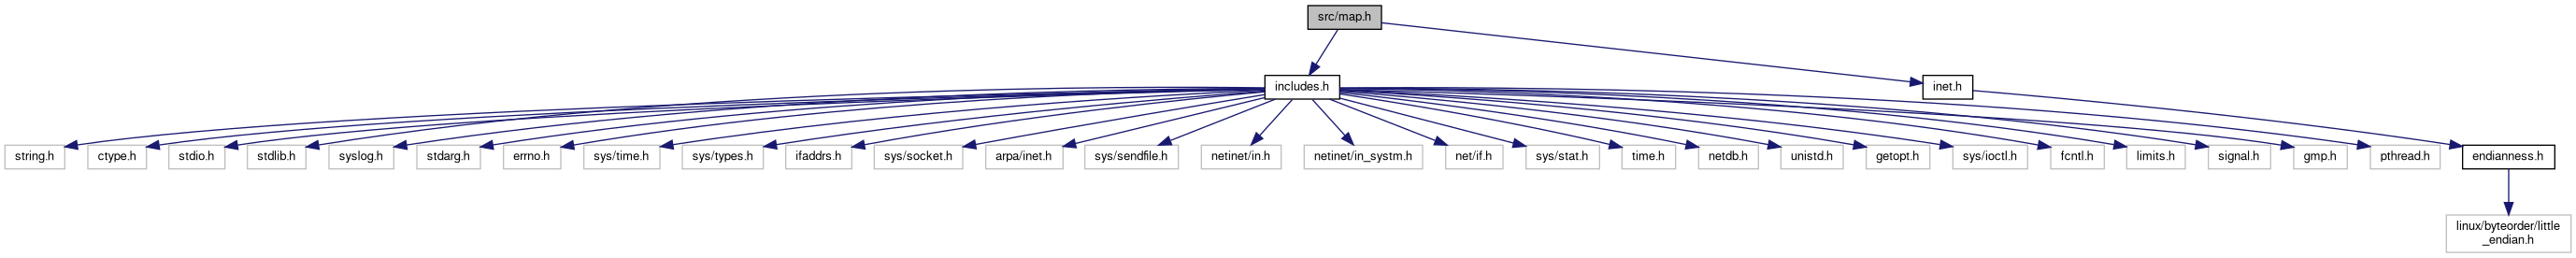 src/map.h
includes.h
inet.h
string.h
ctype.h
stdio.h
stdlib.h
syslog.h
stdarg.h
errno.h
sys/time.h
sys/types.h
ifaddrs.h
sys/socket.h
arpa/inet.h
sys/sendfile.h
netinet/in.h
netinet/in_systm.h
net/if.h
sys/stat.h
time.h
netdb.h
unistd.h
getopt.h
sys/ioctl.h
fcntl.h
limits.h
signal.h
gmp.h
pthread.h
endianness.h
linux/byteorder/little
_endian.h